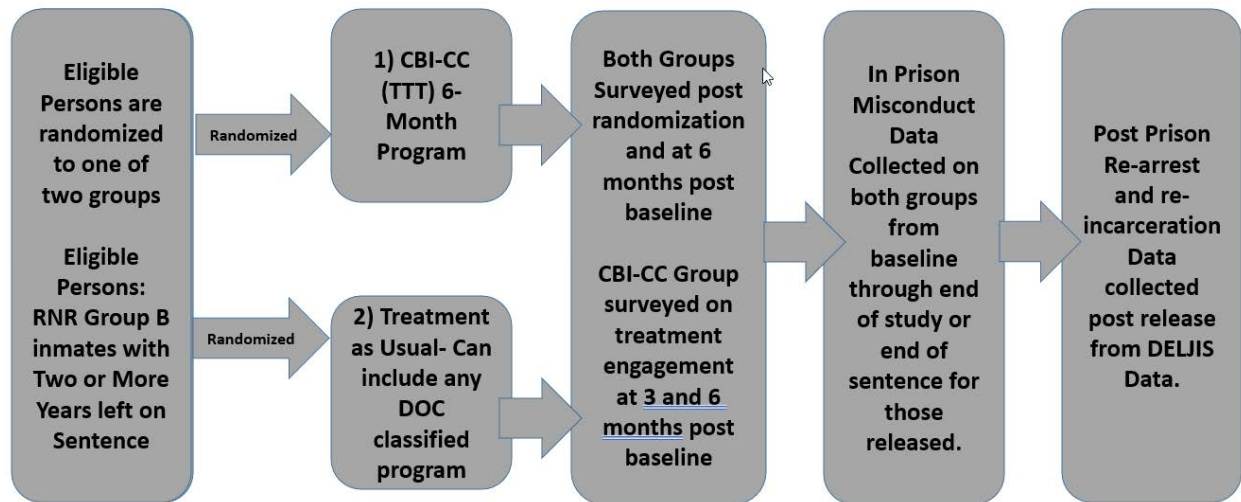 Eligible
Persons are
randomized
to one of
two groups
Eligible
Persons:
RNR Group B
inmates with
Two or More
Years left on
Sentence
Randomized
Randomized
1) CBI-CC
(TTT) 6-
Month
Program
2) Treatment
as Usual- Can
include any
DOC
classified
program
Both Groups
Surveyed post
randomization
and at 6
months post
baseline
CBI-CC Group
surveyed on
treatment
engagement
at 3 and 6
months post
baseline
In Prison
Misconduct
Data
Collected on
both groups
from
baseline
through end
of study or
end of
sentence for
those
released.
Post Prison
Re-arrest
and re-
incarceration
Data
collected
post release
from DELJIS
Data.